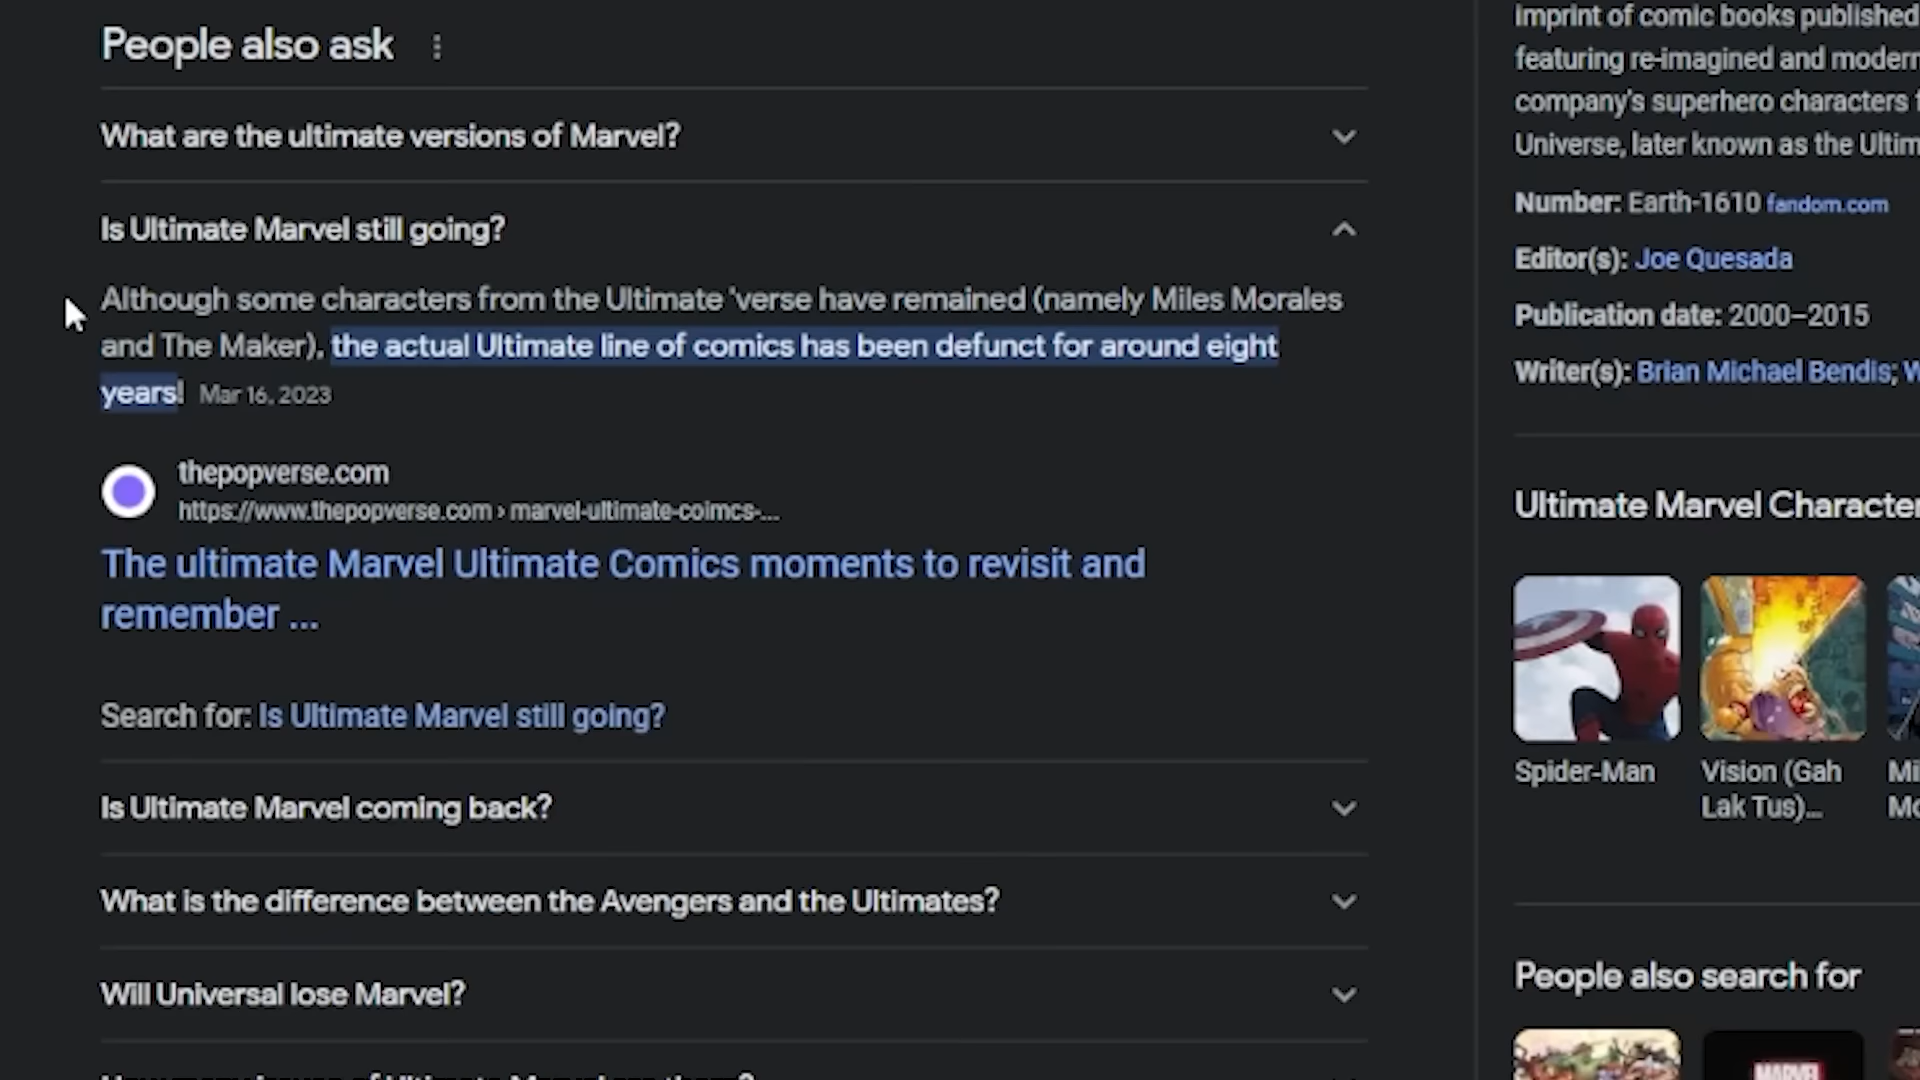 People also ask
What are the ultimate versions of Marvel?
Is Ultimate Marvel still going?
Although some characters from the Ultimate 'verse have remained (namely Miles Morales
and The Maker), the actual Ultimate line of comics has been defunct for around eight
years! Mar 16, 2023
thepopverse.com
https://www.thepopverse.com › marvel-ultimate-coimcs-...
The ultimate Marvel Ultimate Comics moments to revisit and
remember ...
Search for: Is Ultimate Marvel still going?
Is Ultimate Marvel coming back?
What is the difference between the Avengers and the Ultimates?
Will Universal lose Marvel?
imprint of comic books published
featuring re-imagined and modern
company's superhero characters
Universe, later known as the Ultim
Number: Earth-1610 fandom.com
Editor(s): Joe Quesada
Publication date: 2000–2015
Writer(s): Brian Michael Bendis; W
Ultimate Marvel Character
Spider-Man
Vision (Gah
Lak Tus)...
Mi
Mo
People also search for
MARVEL